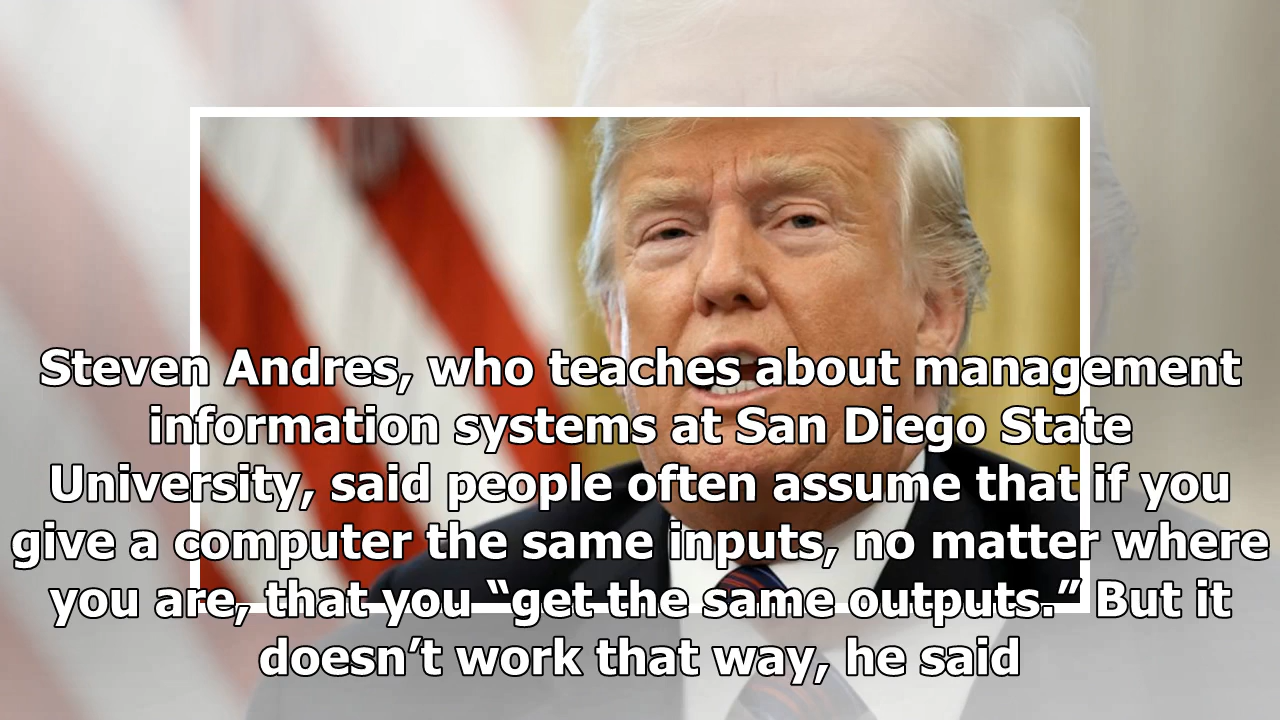 Steven Andres, who teaches about management
information systems at San Diego State
University, said people often assume that if you
give a computer the same inputs, no matter where
you are, that you “get the same outputs.” But it
doesn’t work that way, he said